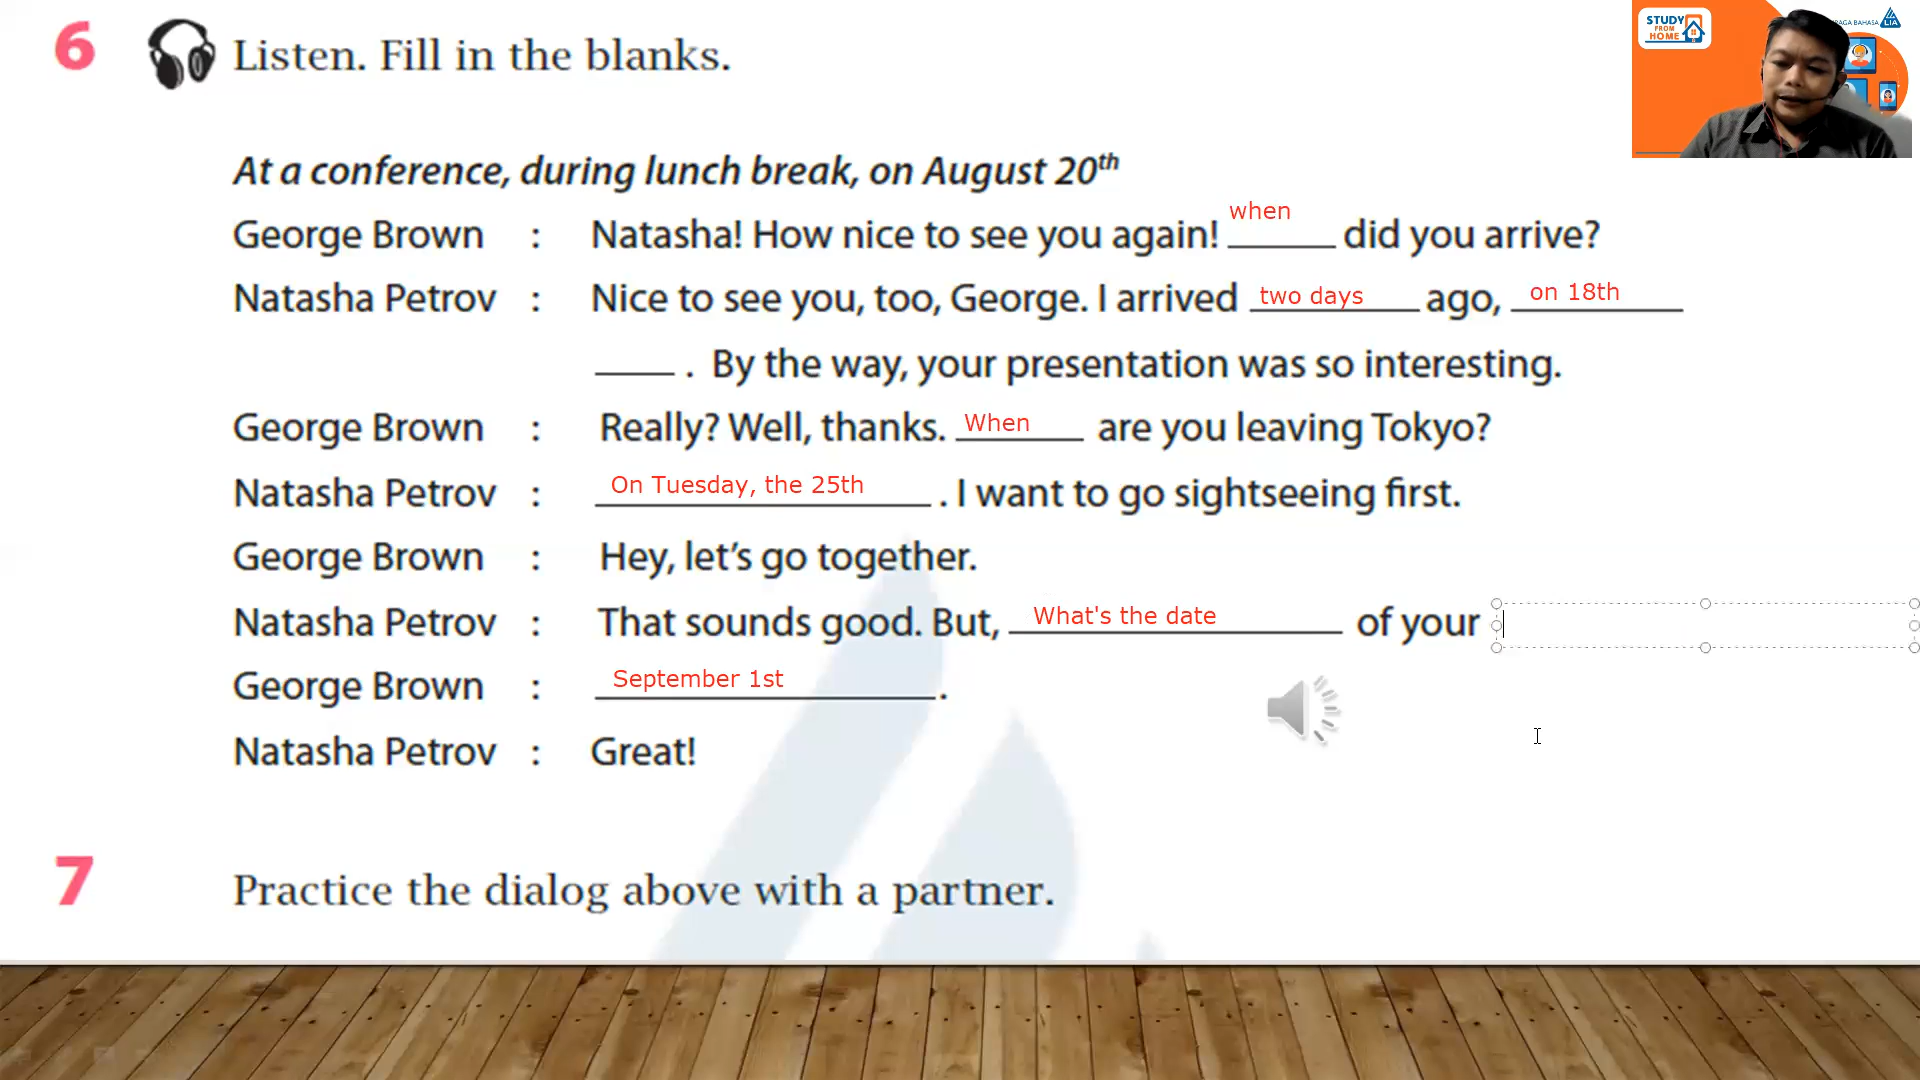 6 Listen. Fill in the blanks.
STUDY FROM HOME
BAGA BAHASA LIA
At a conference, during lunch break, on August 20th
when
George Brown : Natasha! How nice to see you again! _____ did you arrive?
Natasha Petrov : Nice to see you, too, George. I arrived two days ago, on 18th
____ . By the way, your presentation was so interesting.
George Brown : Really? Well, thanks. When are you leaving Tokyo?
Natasha Petrov : On Tuesday, the 25th . I want to go sightseeing first.
George Brown : Hey, let's go together.
Natasha Petrov : That sounds good. But, What's the date of your
George Brown : September 1st .
Natasha Petrov : Great!
7 Practice the dialog above with a partner.